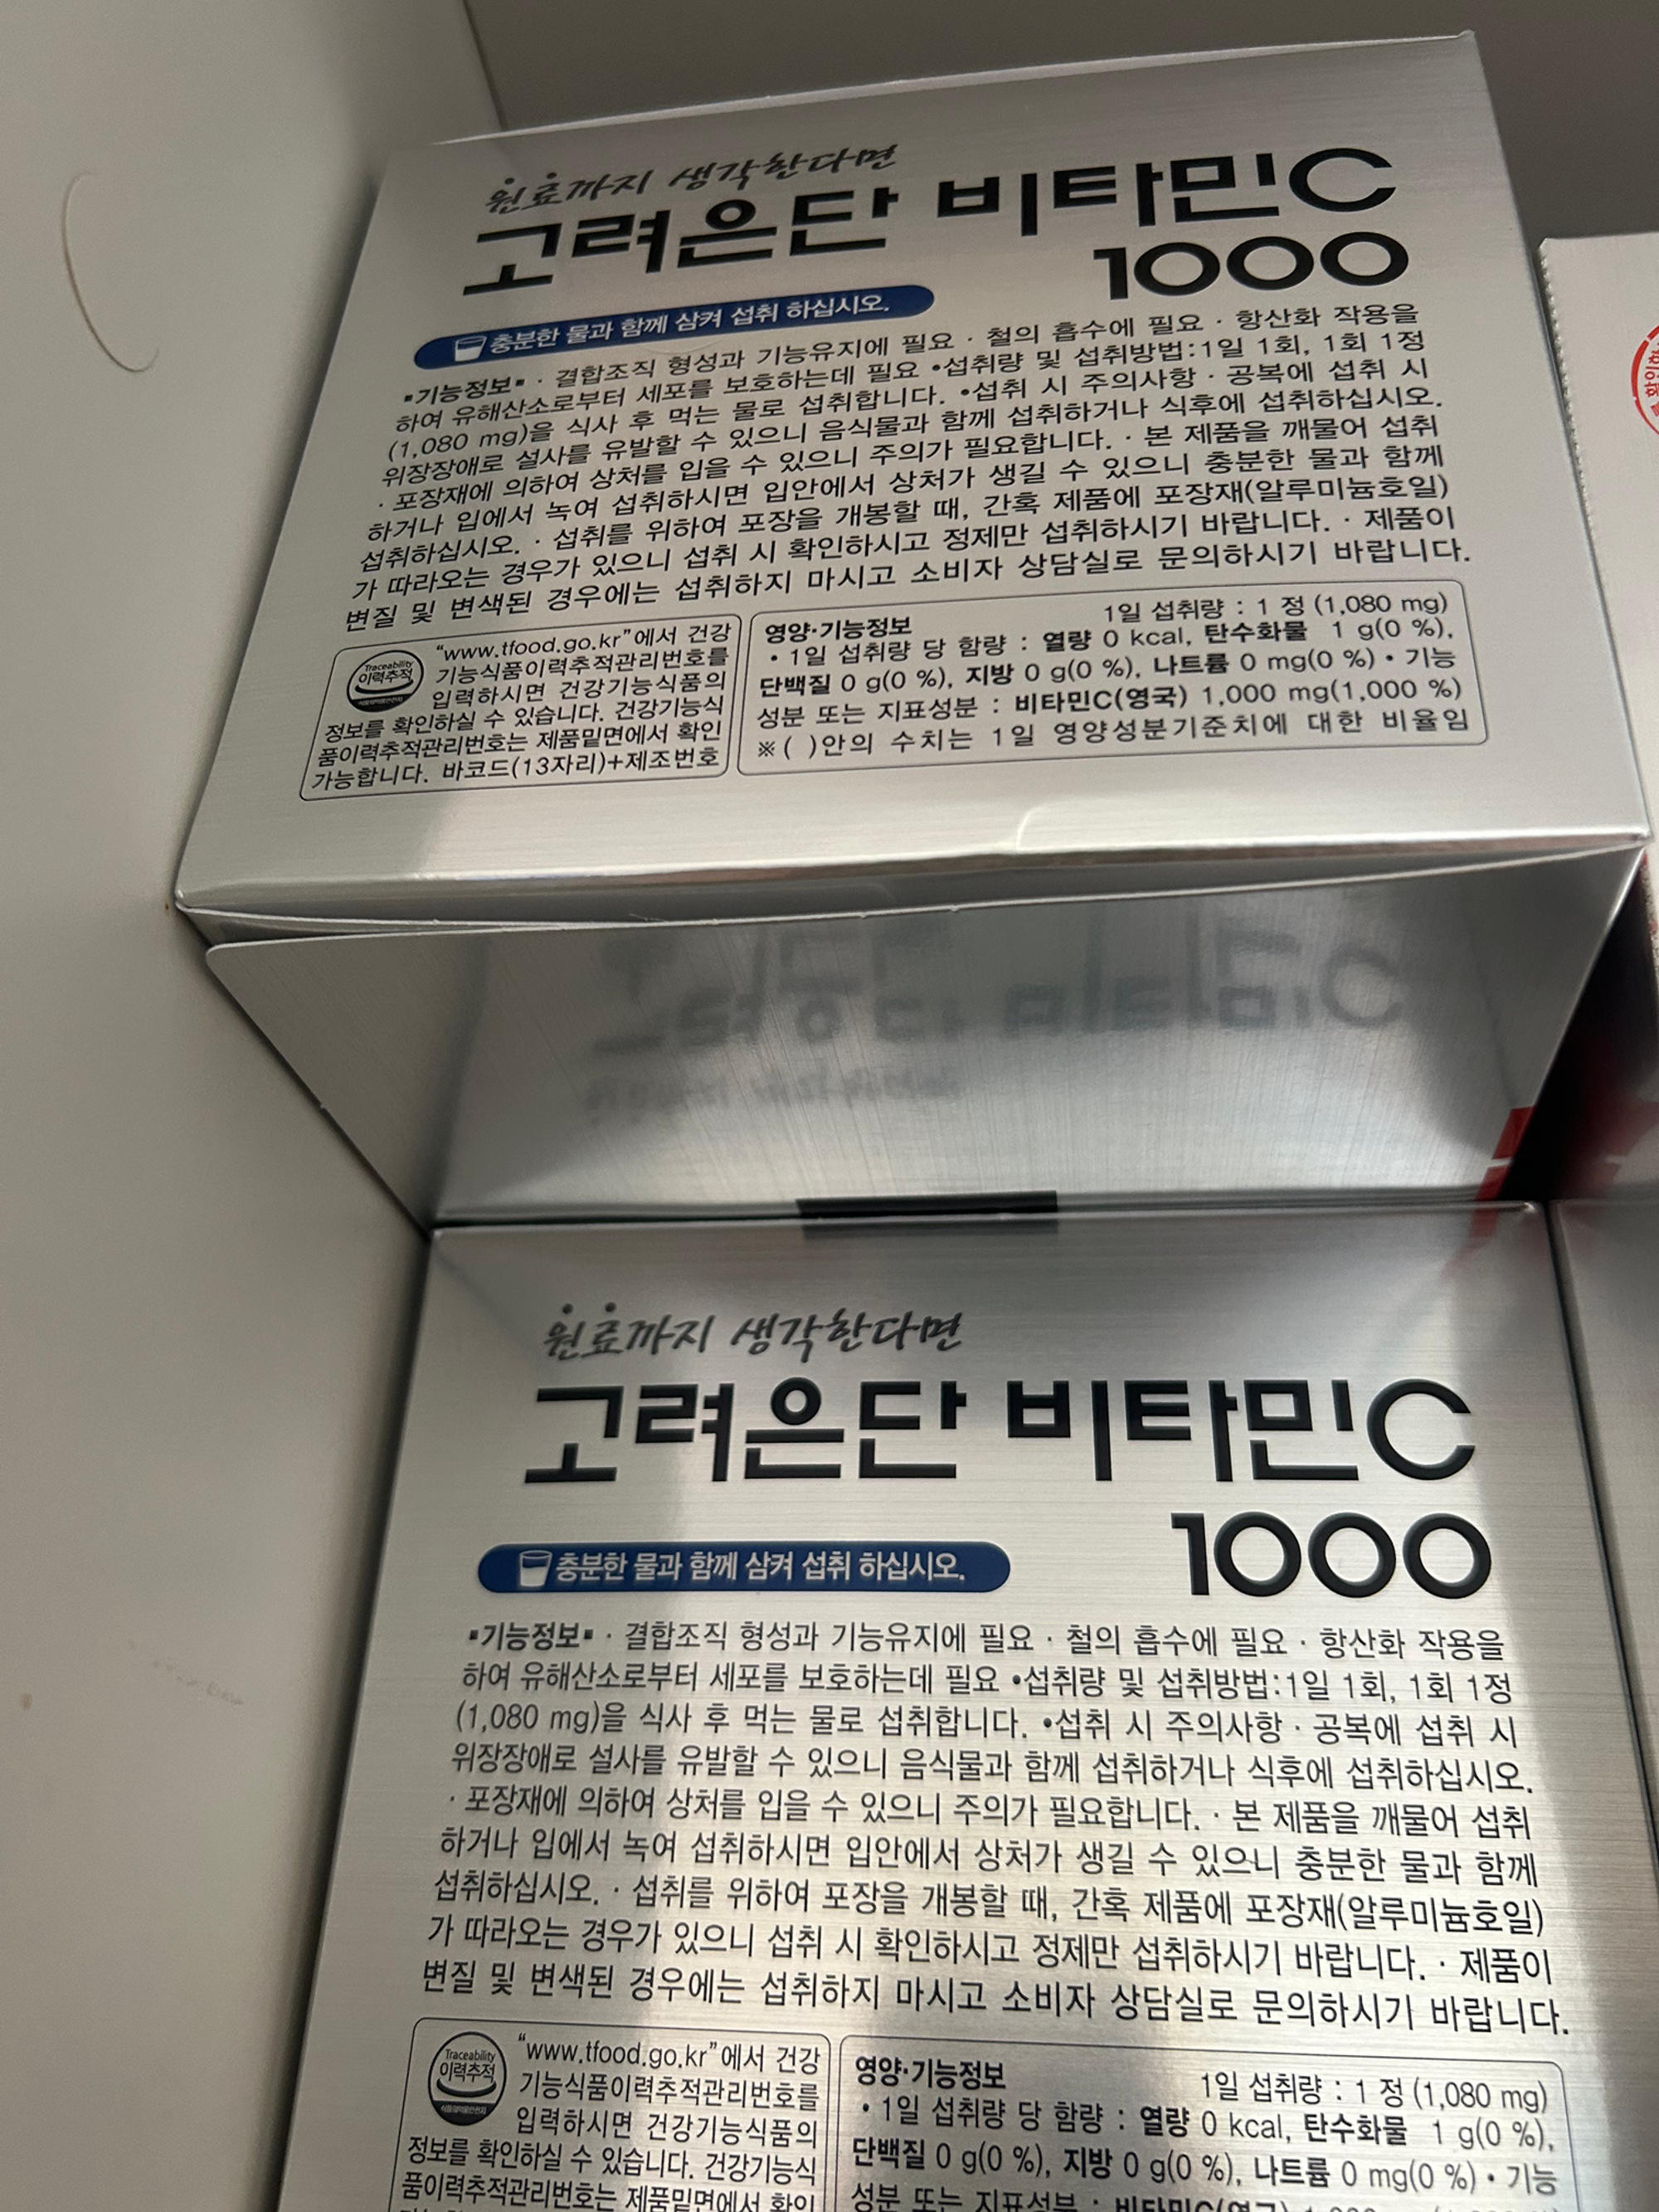 원료까지 생각한다면
고려은단 비타민C
1000
충분한 물과 함께 삼켜 섭취 하십시오.
▪기능정보▪ · 결합조직 형성과 기능유지에 필요 · 철의 흡수에 필요 · 항산화 작용을
하여 유해산소로부터 세포를 보호하는데 필요 •섭취량 및 섭취방법:1일 1회, 1회 1정
(1,080 mg)을 식사 후 먹는 물로 섭취합니다. •섭취 시 주의사항 · 공복에 섭취 시
위장장애로 설사를 유발할 수 있으니 음식물과 함께 섭취하거나 식후에 섭취하십시오.
· 포장재에 의하여 상처를 입을 수 있으니 주의가 필요합니다. · 본 제품을 깨물어 섭취
하거나 입에서 녹여 섭취하시면 입안에서 상처가 생길 수 있으니 충분한 물과 함께
섭취하십시오. · 섭취를 위하여 포장을 개봉할 때, 간혹 제품에 포장재(알루미늄호일)
가 따라오는 경우가 있으니 섭취 시 확인하시고 정제만 섭취하시기 바랍니다. · 제품이
변질 및 변색된 경우에는 섭취하지 마시고 소비자 상담실로 문의하시기 바랍니다.
Traceability
이력추적
“www.tfood.go.kr”에서 건강
기능식품이력추적관리번호를
입력하시면 건강기능식품의
정보를 확인하실 수 있습니다. 건강기능식
품이력추적관리번호는 제품밑면에서 확인
가능합니다. 바코드(13자리)+제조번호
영양·기능정보 1일 섭취량 : 1 정 (1,080 mg)
• 1일 섭취량 당 함량 : 열량 0 kcal, 탄수화물 1 g(0 %),
단백질 0 g(0 %), 지방 0 g(0 %), 나트륨 0 mg(0 %) • 기능
성분 또는 지표성분 : 비타민C(영국) 1,000 mg(1,000 %)
※ ( )안의 수치는 1일 영양성분기준치에 대한 비율임
원료까지 생각한다면
고려은단 비타민C
1000
충분한 물과 함께 삼켜 섭취 하십시오.
▪기능정보▪ · 결합조직 형성과 기능유지에 필요 · 철의 흡수에 필요 · 항산화 작용을
하여 유해산소로부터 세포를 보호하는데 필요 •섭취량 및 섭취방법:1일 1회, 1회 1정
(1,080 mg)을 식사 후 먹는 물로 섭취합니다. •섭취 시 주의사항 · 공복에 섭취 시
위장장애로 설사를 유발할 수 있으니 음식물과 함께 섭취하거나 식후에 섭취하십시오.
· 포장재에 의하여 상처를 입을 수 있으니 주의가 필요합니다. · 본 제품을 깨물어 섭취
하거나 입에서 녹여 섭취하시면 입안에서 상처가 생길 수 있으니 충분한 물과 함께
섭취하십시오. · 섭취를 위하여 포장을 개봉할 때, 간혹 제품에 포장재(알루미늄호일)
가 따라오는 경우가 있으니 섭취 시 확인하시고 정제만 섭취하시기 바랍니다. · 제품이
변질 및 변색된 경우에는 섭취하지 마시고 소비자 상담실로 문의하시기 바랍니다.
Traceability
이력추적
“www.tfood.go.kr”에서 건강
기능식품이력추적관리번호를
입력하시면 건강기능식품의
정보를 확인하실 수 있습니다. 건강기능식
품이력추적관리번호는 제품밑면에서 확인
영양·기능정보 1일 섭취량 : 1 정 (1,080 mg)
• 1일 섭취량 당 함량 : 열량 0 kcal, 탄수화물 1 g(0 %),
단백질 0 g(0 %), 지방 0 g(0 %), 나트륨 0 mg(0 %) • 기능
성분 또는 지표성분 : 비타민C(영국)